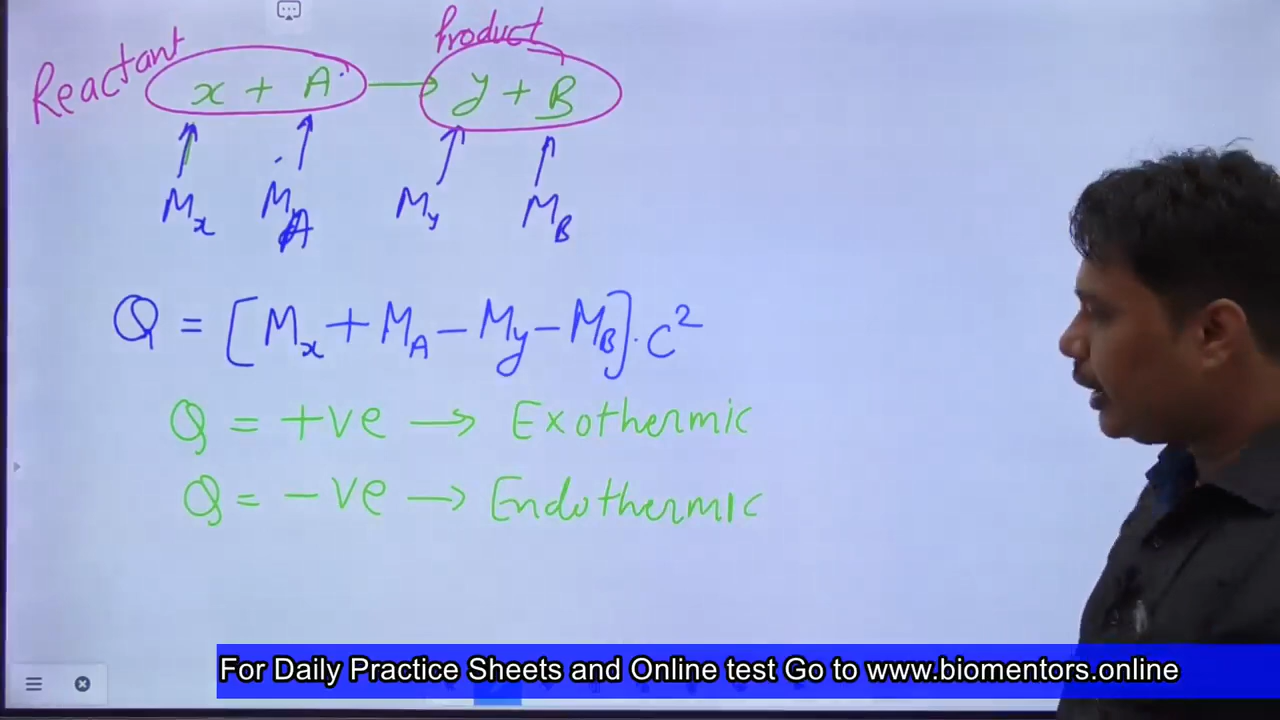 Product
Reactant x + A → y + B
Mx MA My MB
Q = [Mx + MA – My – MB] · c²
Q = +ve → Exothermic
Q = – ve → Endothermic
For Daily Practice Sheets and Online test Go to www.biomentors.online